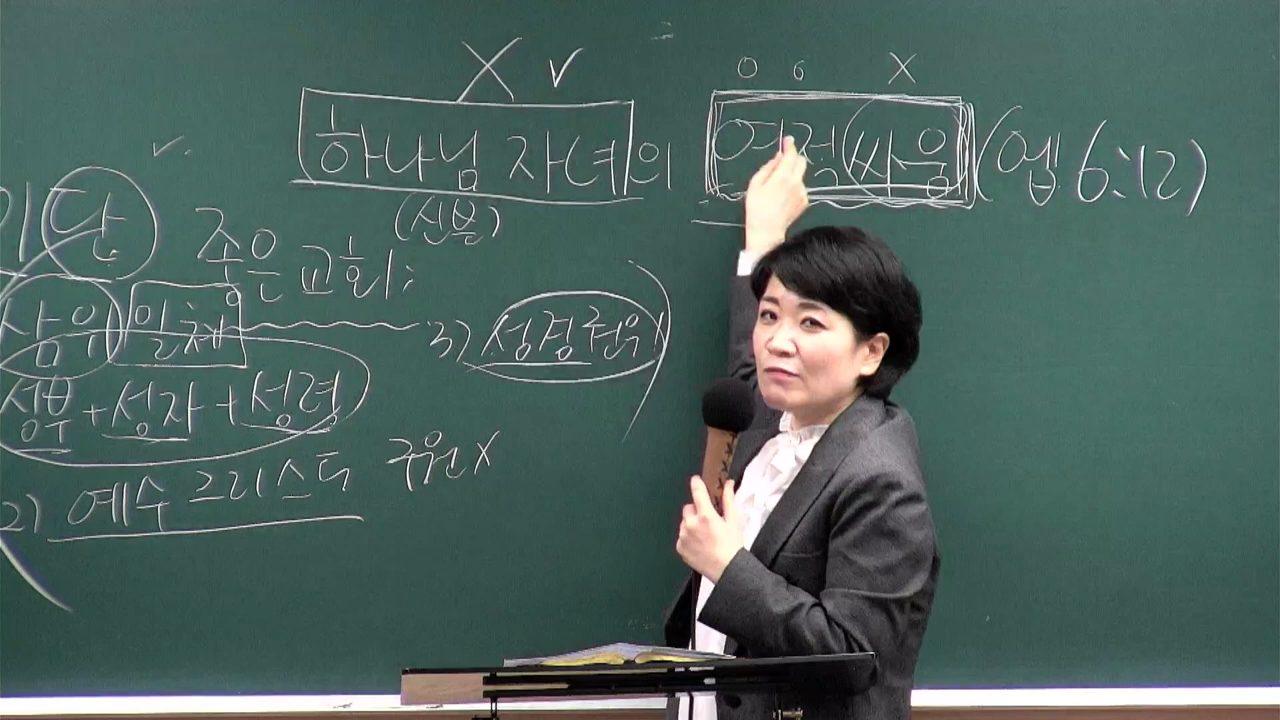 하나님 자녀의 영적 싸움 (엡 6:12)
(신분)
이단 좋은 교회:
삼위일체 3) 성경권위X
성부+성자+성령
2) 예수 그리스도 구원X